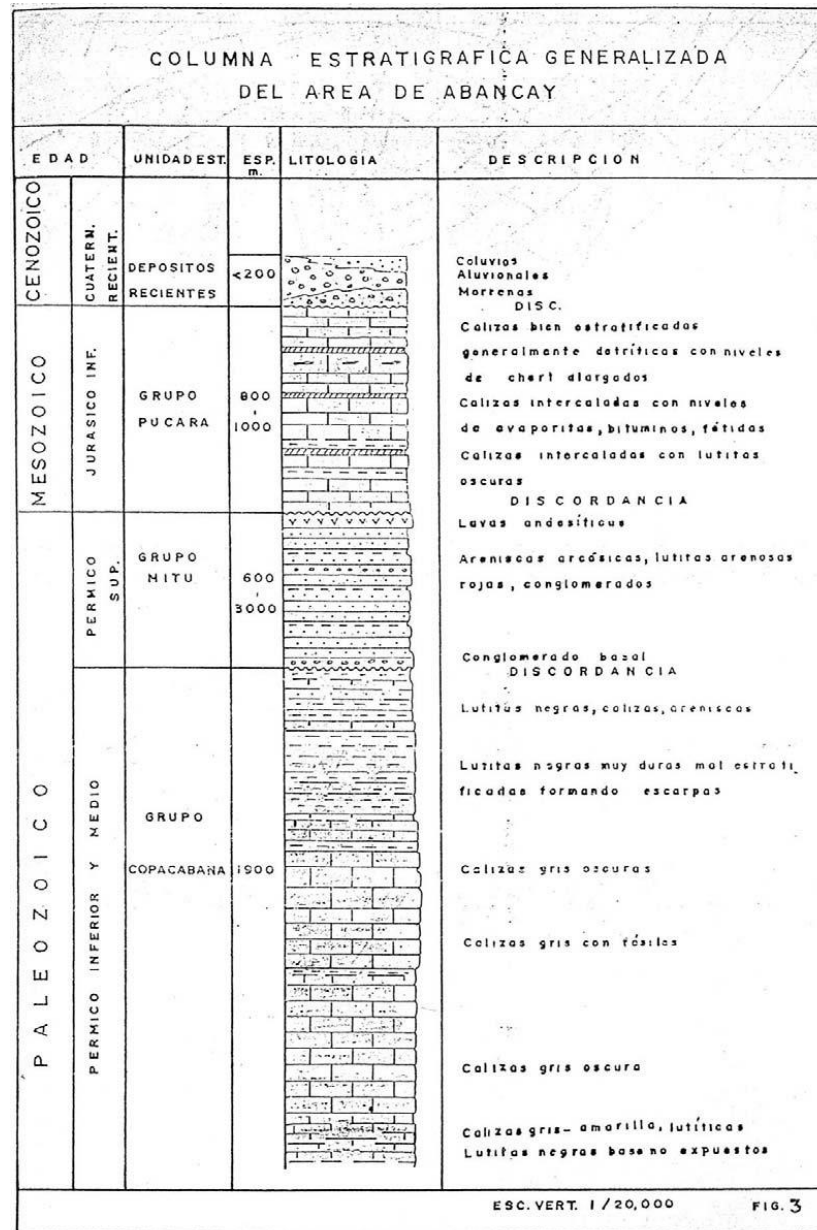 COLUMNA ESTRATIGRAFICA GENERALIZADA
DEL AREA DE ABANCAY
EDAD
UNIDAD EST.
ESP. m.
LITOLOGIA
DESCRIPCION
CENOZOICO
CUATERN.
RECIENT.
DEPOSITOS
RECIENTES
<200
Coluvios
Aluvionales
Morrenas
DISC.
MESOZOICO
JURASICO INF.
GRUPO
PUCARA
800
-
1000
Calizas bien estratificadas
generalmente detríticas con niveles
de chert alargados
Calizas intercaladas con niveles
de evaporitas, bituminos, fétidas
Calizas intercaladas con lutitas
oscuras
DISCORDANCIA
PALEOZOICO
PERMICO
SUP.
GRUPO
MITU
600
-
3000
Lavas andesíticas
Areniscas arcósicas, lutitas arenosas
rojas, conglomerados
Conglomerado basal
DISCORDANCIA
PERMICO INFERIOR Y MEDIO
GRUPO
COPACABANA
1900
Lutitas negras, calizas, areniscas
Lutitas negras muy duras mal estrati_
ficadas formando escarpas
Calizas gris oscuras
Calizas gris con fósiles
Calizas gris oscura
Calizas gris- amarilla, lutíticas
Lutitas negras base no expuestos
ESC. VERT. 1/20,000
FIG. 3